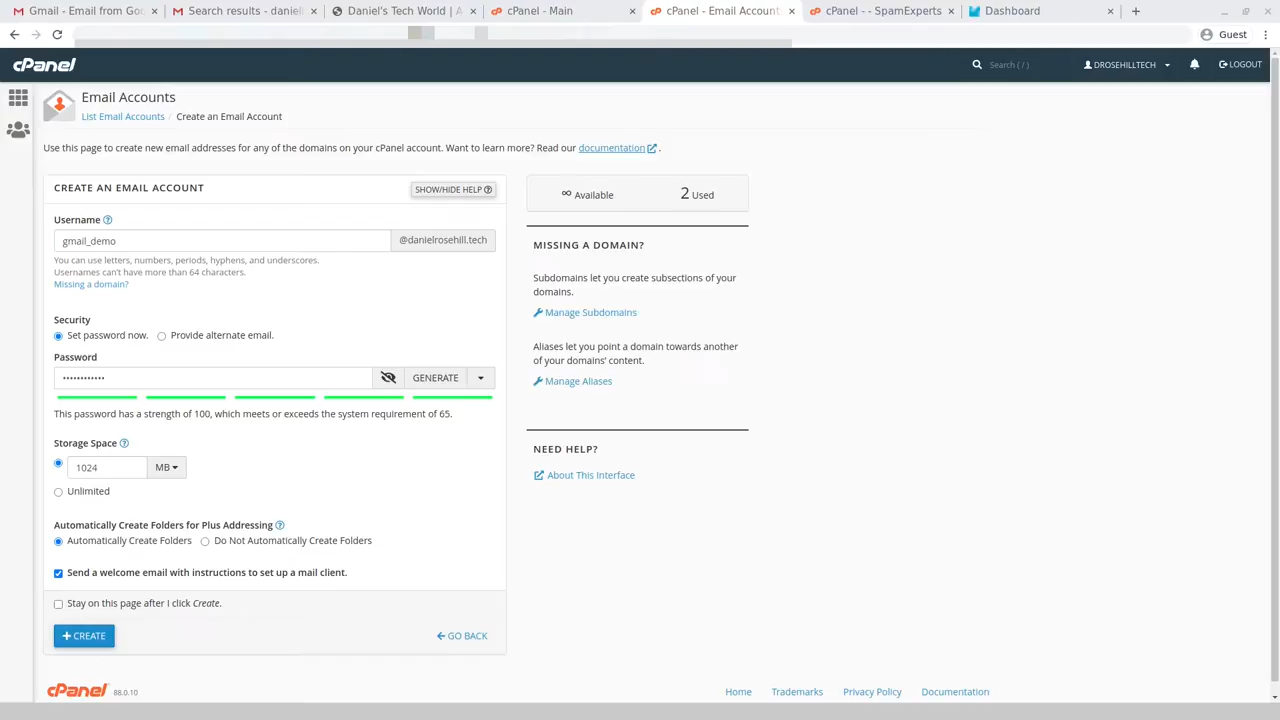 Gmail - Email from Goo
Search results - daniel
Daniel's Tech World | A
cPanel - Main
cPanel - Email Account
cPanel - - SpamExperts
Dashboard
Guest
cPanel
Search ( / )
DROSEHILLTECH
LOGOUT
Email Accounts
List Email Accounts / Create an Email Account
Use this page to create new email addresses for any of the domains on your cPanel account. Want to learn more? Read our documentation .
CREATE AN EMAIL ACCOUNT
SHOW/HIDE HELP
Username
gmail_demo
@danielrosehill.tech
You can use letters, numbers, periods, hyphens, and underscores.
Usernames can't have more than 64 characters.
Missing a domain?
Security
Set password now.
Provide alternate email.
Password
••••••••••••
GENERATE
This password has a strength of 100, which meets or exceeds the system requirement of 65.
Storage Space
1024
MB
Unlimited
Automatically Create Folders for Plus Addressing
Automatically Create Folders
Do Not Automatically Create Folders
Send a welcome email with instructions to set up a mail client.
Stay on this page after I click Create.
+ CREATE
GO BACK
∞ Available
2 Used
MISSING A DOMAIN?
Subdomains let you create subsections of your
domains.
Manage Subdomains
Aliases let you point a domain towards another
of your domains' content.
Manage Aliases
NEED HELP?
About This Interface
cPanel 88.0.10
Home
Trademarks
Privacy Policy
Documentation